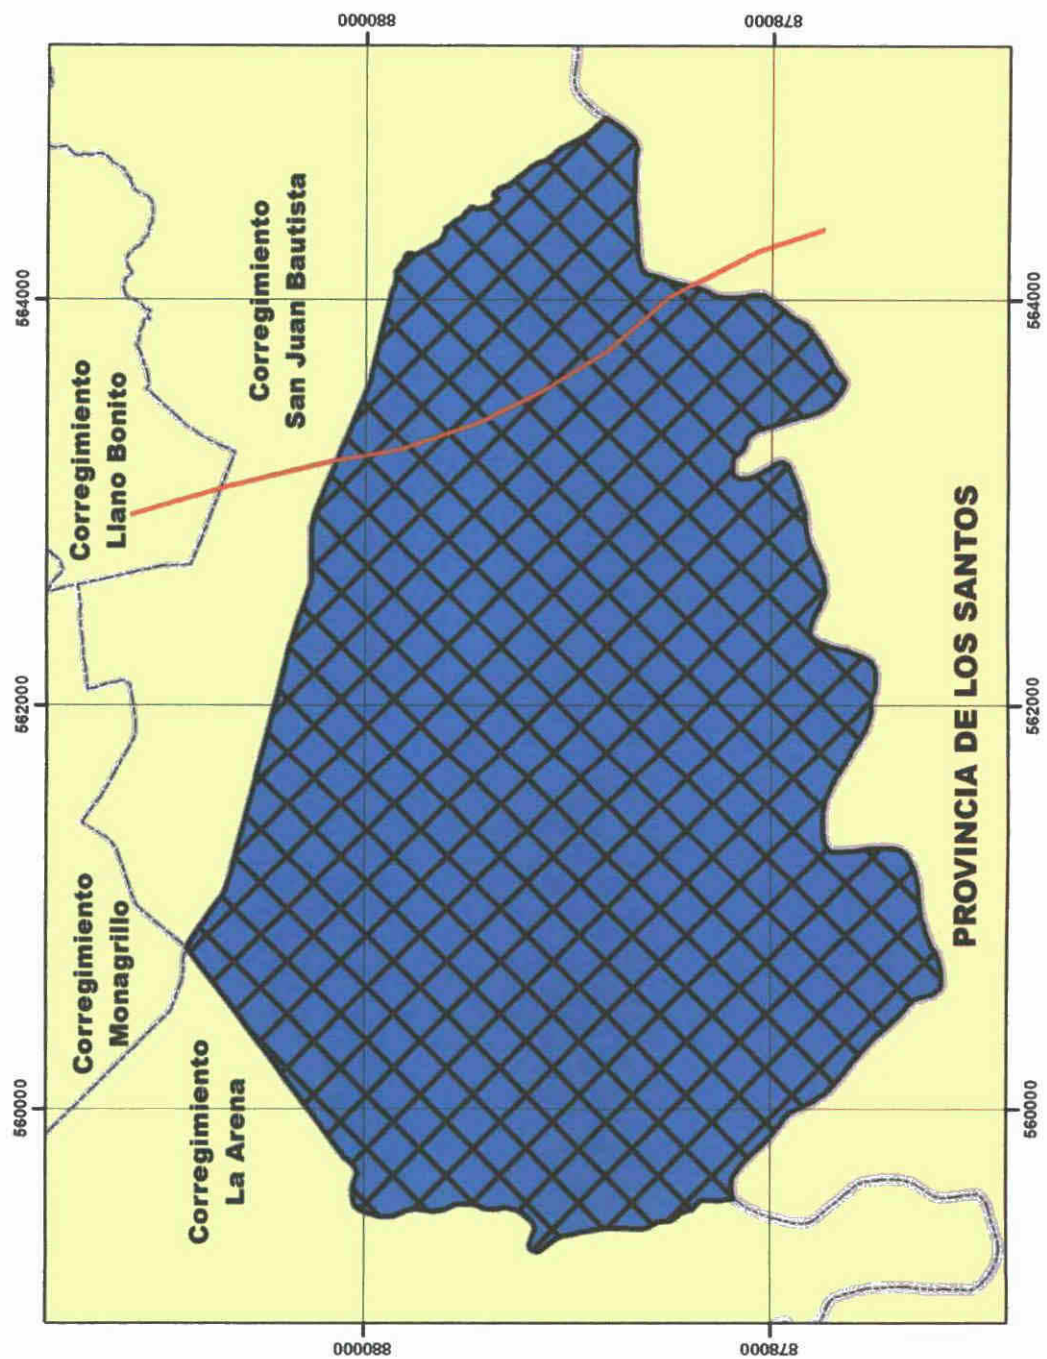 880000
878000
564000
562000
560000
Corregimiento
Llano Bonito
Corregimiento
San Juan Bautista
Corregimiento
Monagrillo
Corregimiento
La Arena
PROVINCIA DE LOS SANTOS
564000
562000
560000
880000
878000